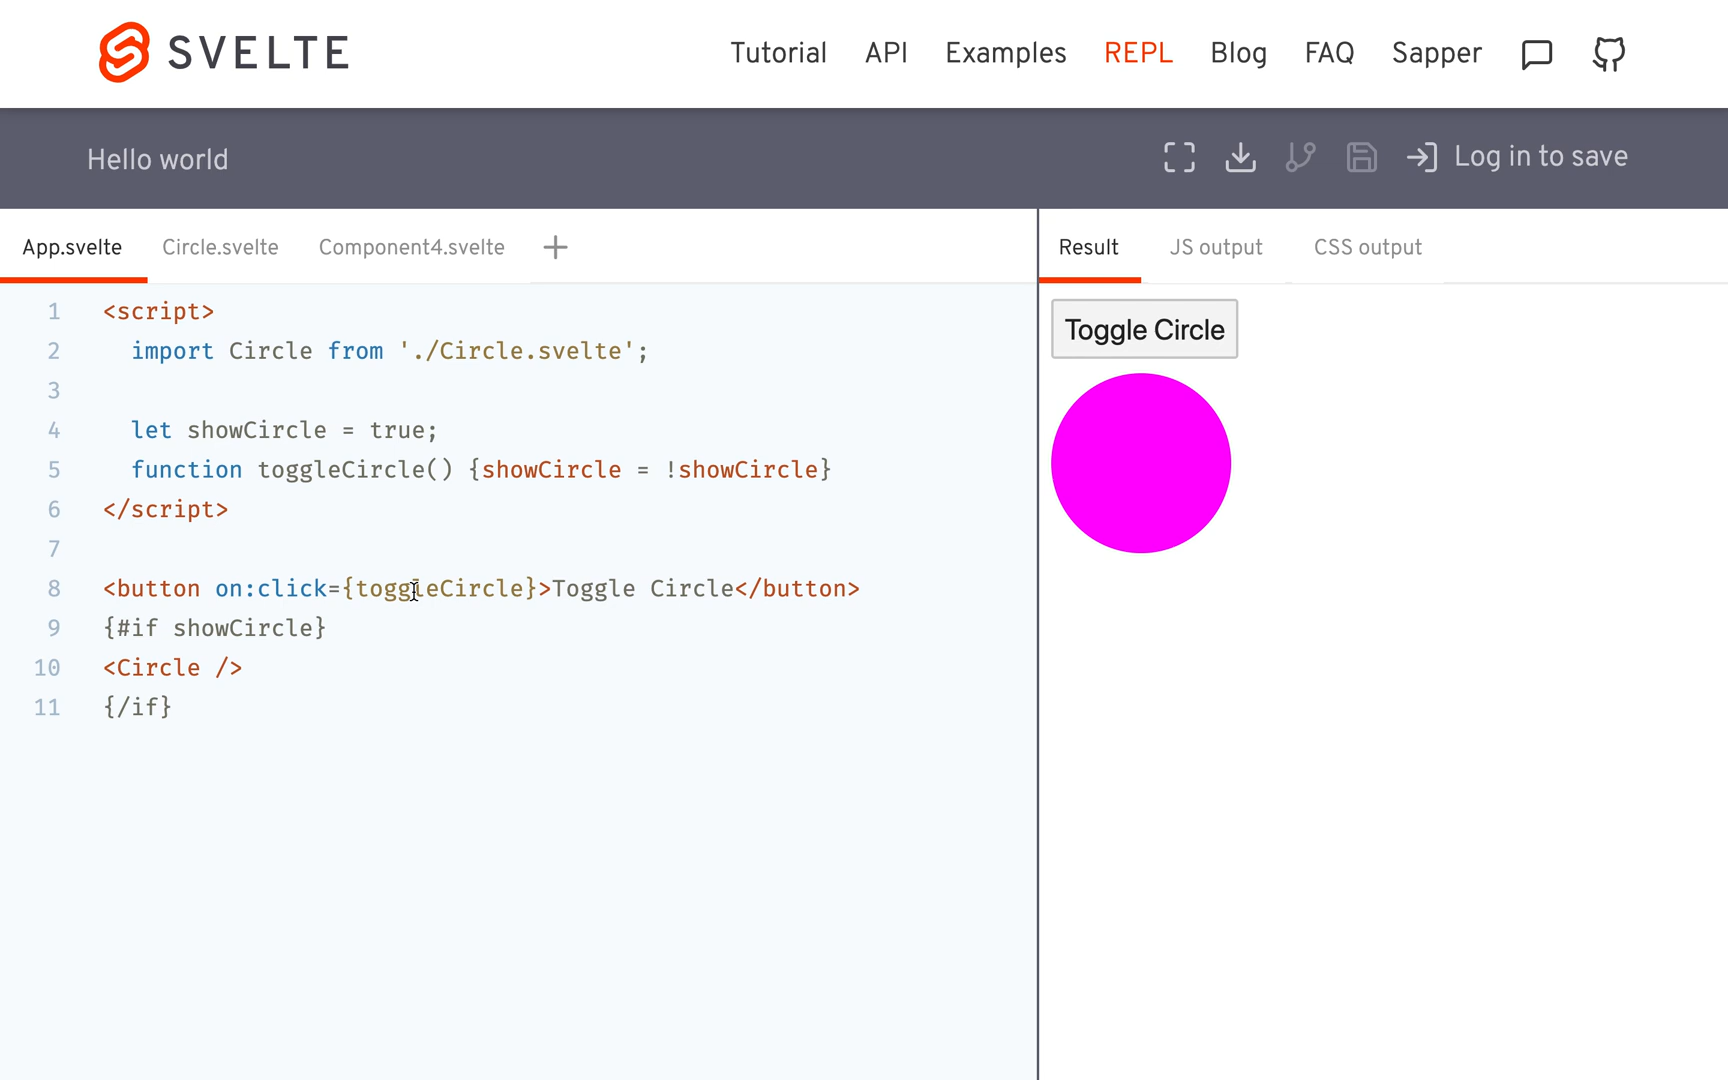 SVELTE
Tutorial API Examples REPL Blog FAQ Sapper
Hello world
Log in to save
App.svelte Circle.svelte Component4.svelte +
Result JS output CSS output
1 <script>
2 import Circle from './Circle.svelte';
3
4 let showCircle = true;
5 function toggleCircle() {showCircle = !showCircle}
6 </script>
7
8 <button on:click={toggleCircle}>Toggle Circle</button>
9 {#if showCircle}
10 <Circle />
11 {/if}
Toggle Circle